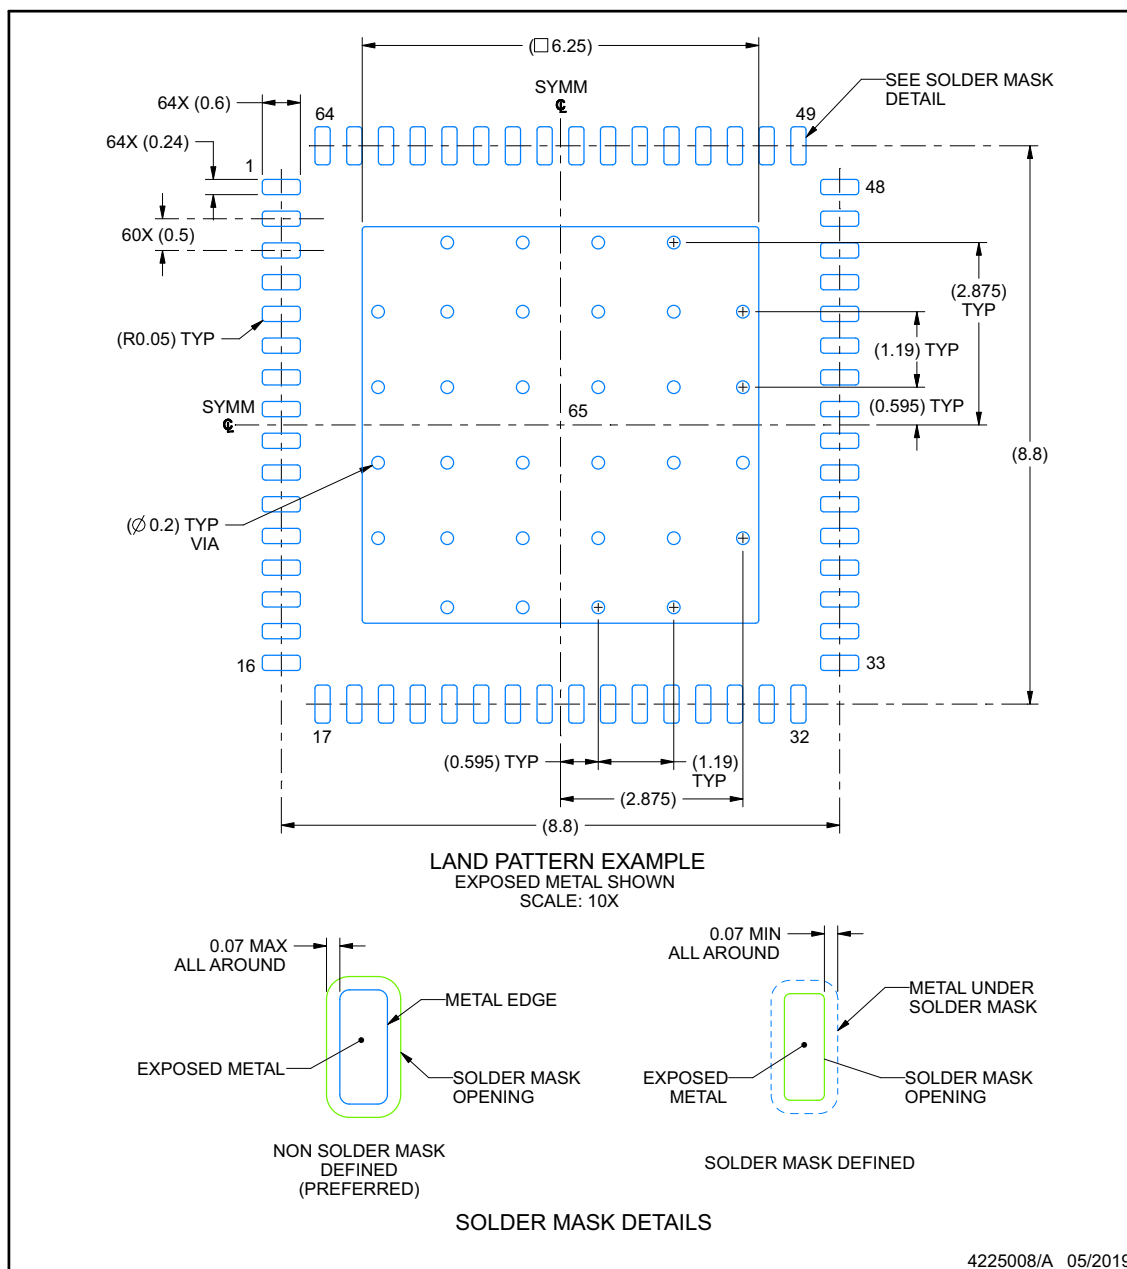 (□ 6.25)
SYMM
℄
SEE SOLDER MASK
DETAIL
64X (0.6)
64
49
64X (0.24)
1
48
60X (0.5)
(2.875)
TYP
(R0.05) TYP
(1.19) TYP
SYMM
℄
65
(0.595) TYP
(8.8)
(Ø 0.2) TYP
VIA
16
33
17
32
(0.595) TYP
(1.19)
TYP
(2.875)
(8.8)
LAND PATTERN EXAMPLE
EXPOSED METAL SHOWN
SCALE: 10X
0.07 MAX
ALL AROUND
METAL EDGE
EXPOSED METAL
SOLDER MASK
OPENING
NON SOLDER MASK
DEFINED
(PREFERRED)
0.07 MIN
ALL AROUND
METAL UNDER
SOLDER MASK
EXPOSED
METAL
SOLDER MASK
OPENING
SOLDER MASK DEFINED
SOLDER MASK DETAILS
4225008/A 05/2019